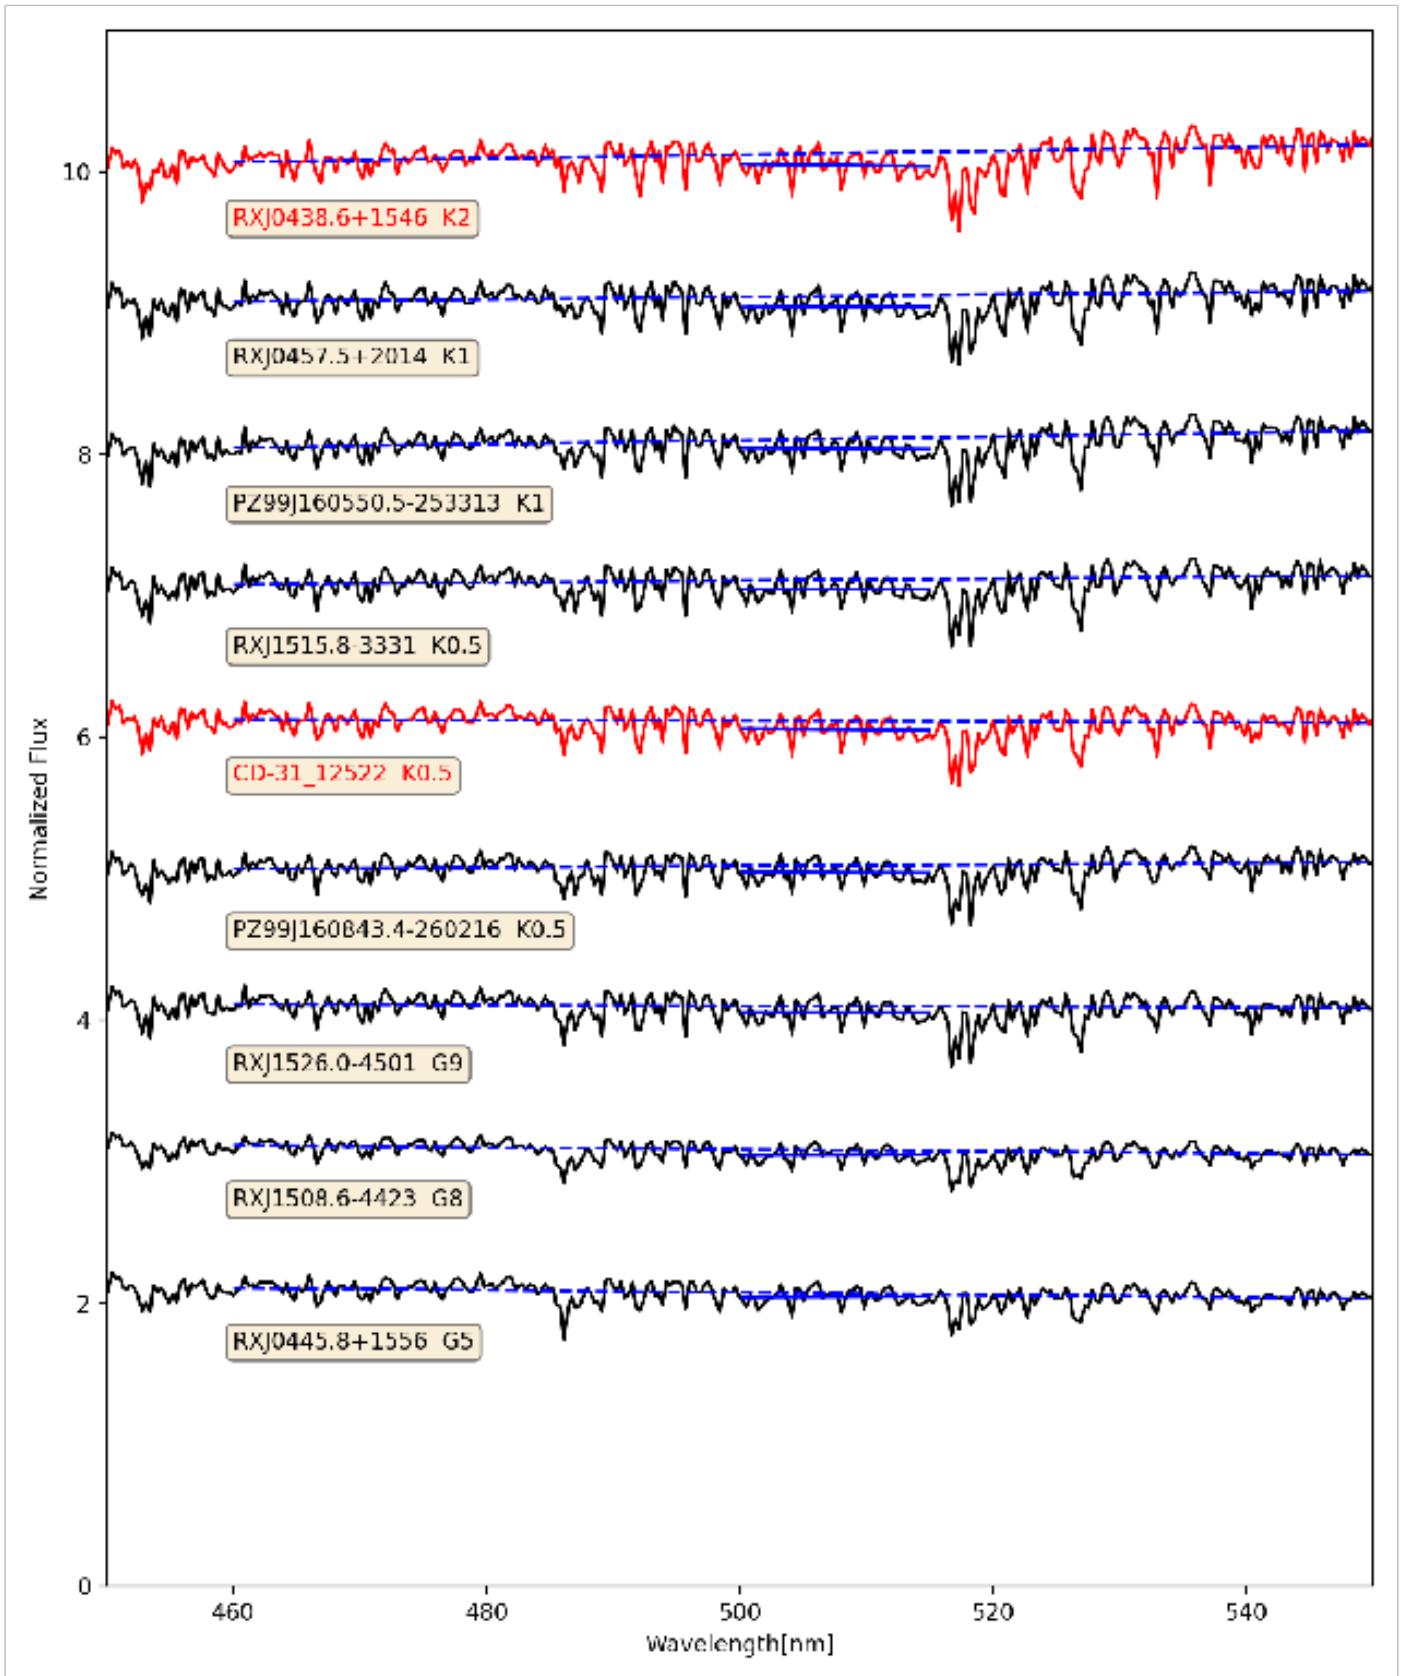 10
RXJ0438.6+1546 K2
RXJ0457.5+2014 K1
8
PZ99J160550.5-253313 K1
RXJ1515.8-3331 K0.5
6
CD-31_12522 K0.5
PZ99J160843.4-260216 K0.5
4
RXJ1526.0-4501 G9
RXJ1508.6-4423 G8
2
RXJ0445.8+1556 G5
0
Normalized Flux
460 480 500 520 540
Wavelength[nm]